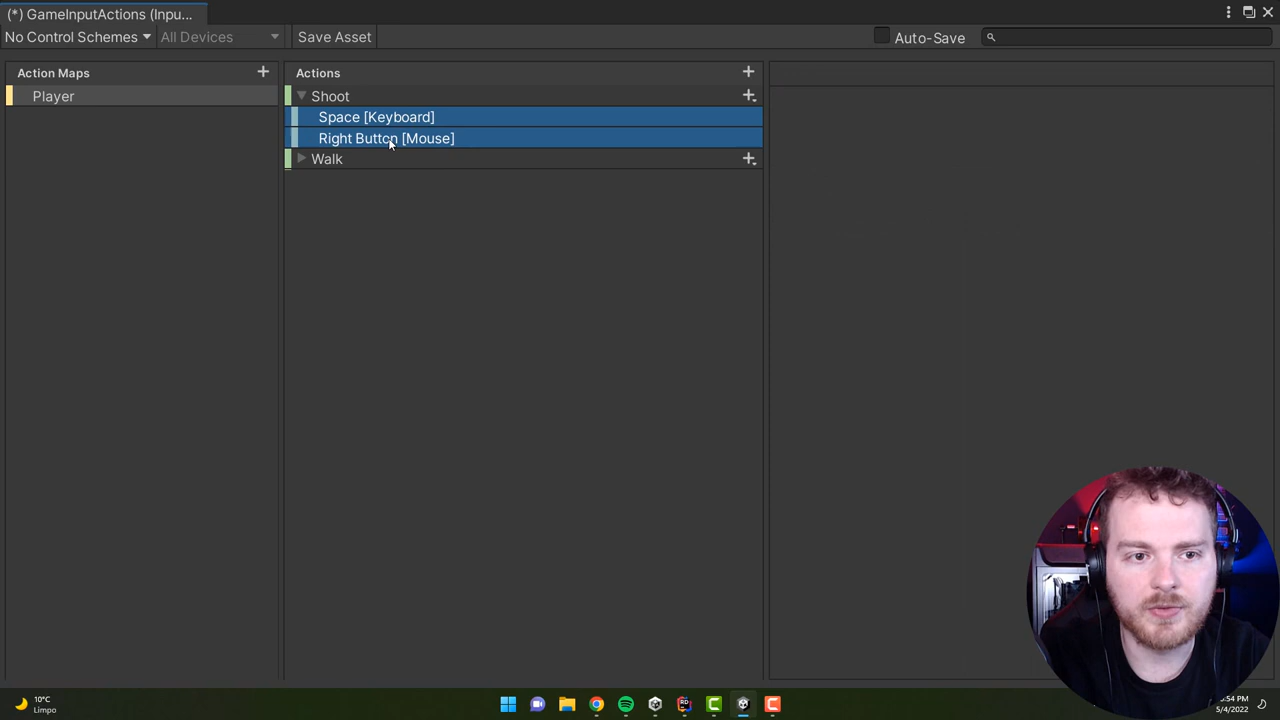 (*) GameInputActions (Inpu...
No Control Schemes
All Devices
Save Asset
Auto-Save
Action Maps
Actions
Player
Shoot
Space [Keyboard]
Right Button [Mouse]
Walk
10°C
Limpo
RD
5/4/2022